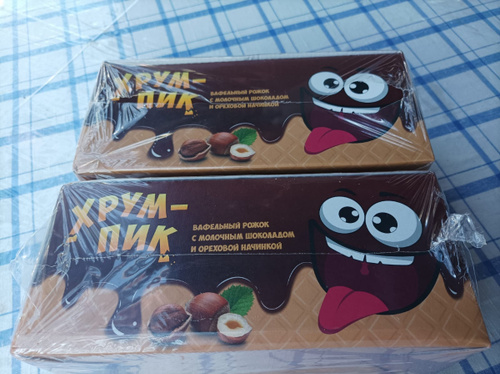 ХРУМ-
ПИК
ВАФЕЛЬНЫЙ РОЖОК
С МОЛОЧНЫМ ШОКОЛАДОМ
И ОРЕХОВОЙ НАЧИНКОЙ
ХРУМ-
ПИК
ВАФЕЛЬНЫЙ РОЖОК
С МОЛОЧНЫМ ШОКОЛАДОМ
И ОРЕХОВОЙ НАЧИНКОЙ